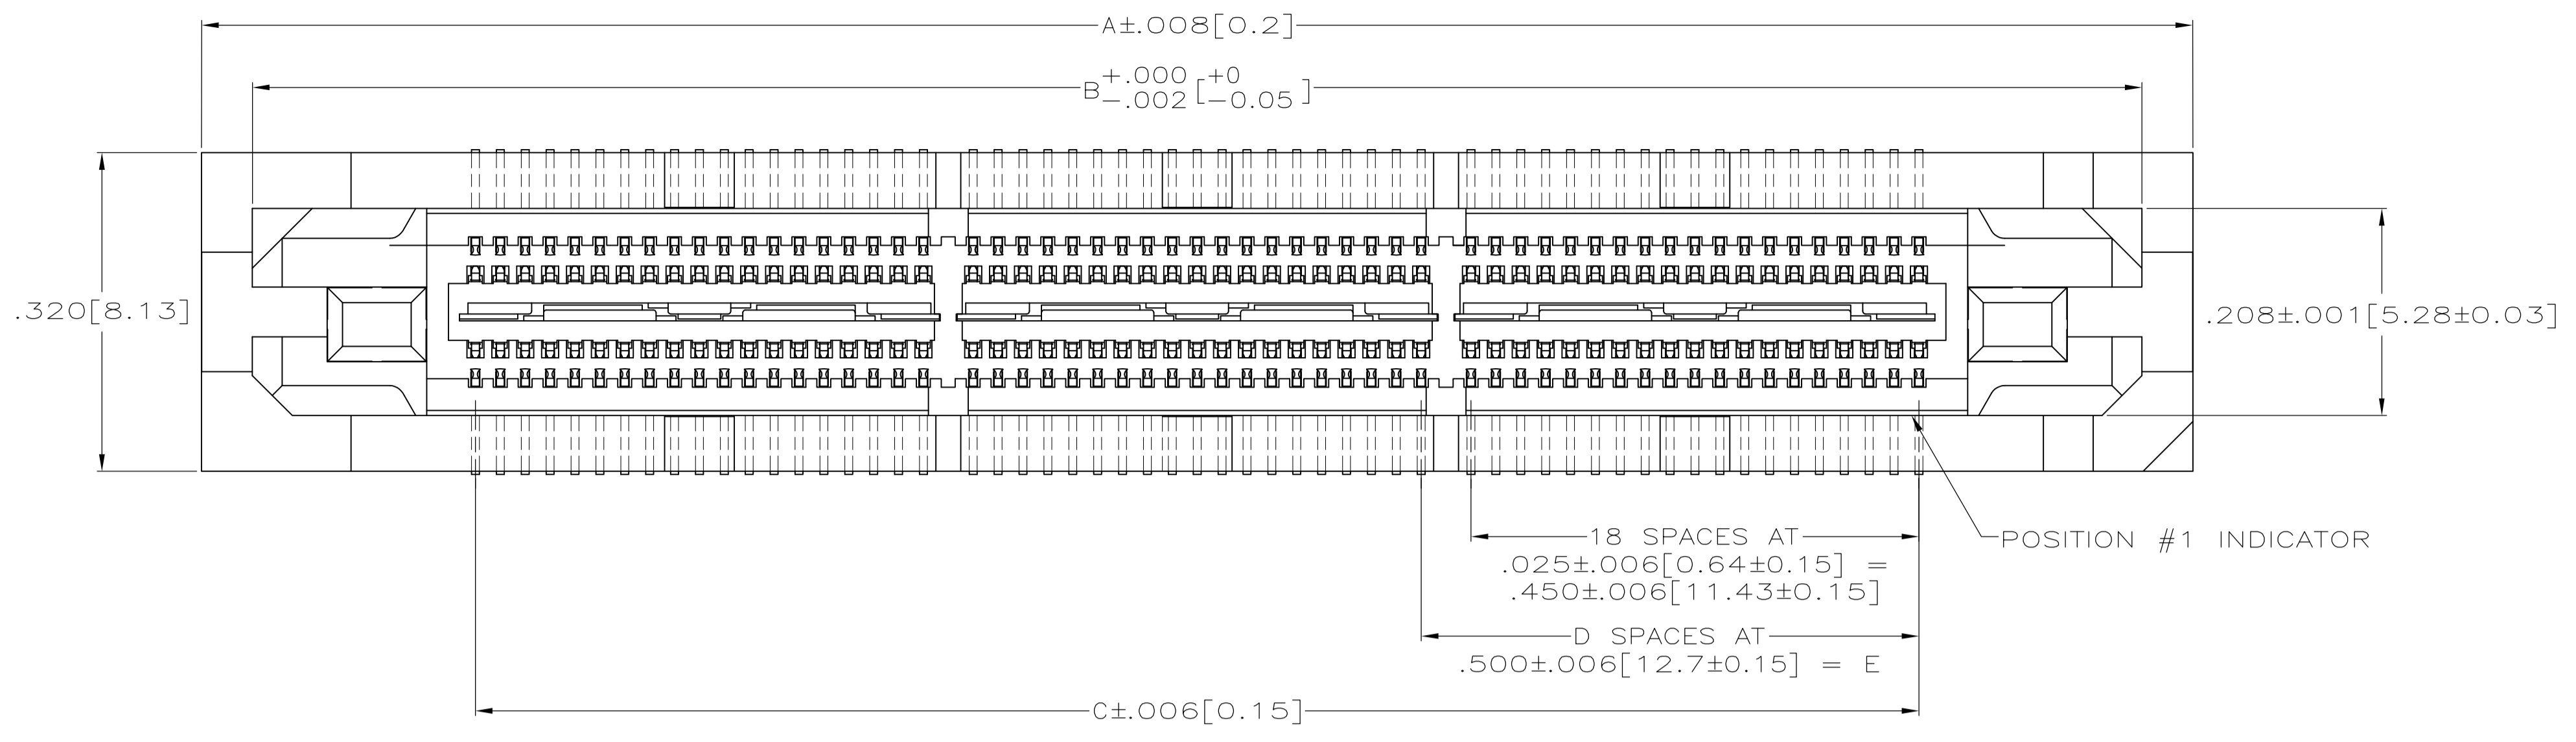 A±.008[0.2]
B+.000 -.002 [+0 -0.05]
.320[8.13]
.208±.001[5.28±0.03]
18 SPACES AT
.025±.006[0.64±0.15] =
.450±.006[11.43±0.15]
POSITION #1 INDICATOR
D SPACES AT
.500±.006[12.7±0.15] = E
C±.006[0.15]